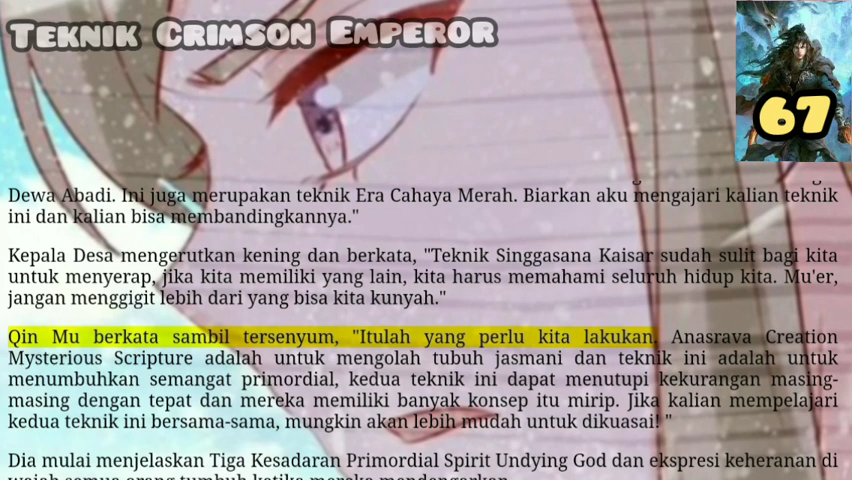 TEKNIK CRIMSON EMPEROR
67
Dewa Abadi. Ini juga merupakan teknik Era Cahaya Merah. Biarkan aku mengajari kalian teknik
ini dan kalian bisa membandingkannya."
Kepala Desa mengerutkan kening dan berkata, "Teknik Singgasana Kaisar sudah sulit bagi kita
untuk menyerap, jika kita memiliki yang lain, kita harus memahami seluruh hidup kita. Mu'er,
jangan menggigit lebih dari yang bisa kita kunyah."
Qin Mu berkata sambil tersenyum, "Itulah yang perlu kita lakukan. Anasrava Creation
Mysterious Scripture adalah untuk mengolah tubuh jasmani dan teknik ini adalah untuk
menumbuhkan semangat primordial, kedua teknik ini dapat menutupi kekurangan masing-
masing dengan tepat dan mereka memiliki banyak konsep itu mirip. Jika kalian mempelajari
kedua teknik ini bersama-sama, mungkin akan lebih mudah untuk dikuasai! "
Dia mulai menjelaskan Tiga Kesadaran Primordial Spirit Undying God dan ekspresi keheranan di